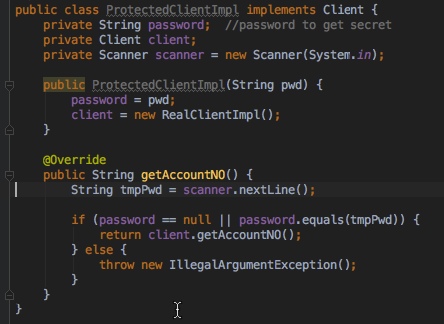 public class ProtectedClientImpl implements Client {
    private String password;  //password to get secret
    private Client client;
    private Scanner scanner = new Scanner(System.in);

    public ProtectedClientImpl(String pwd) {
        password = pwd;
        client = new RealClientImpl();
    }

    @Override
    public String getAccountNO() {
        String tmpPwd = scanner.nextLine();

        if (password == null || password.equals(tmpPwd)) {
            return client.getAccountNO();
        } else {
            throw new IllegalArgumentException();
        }
    }
}